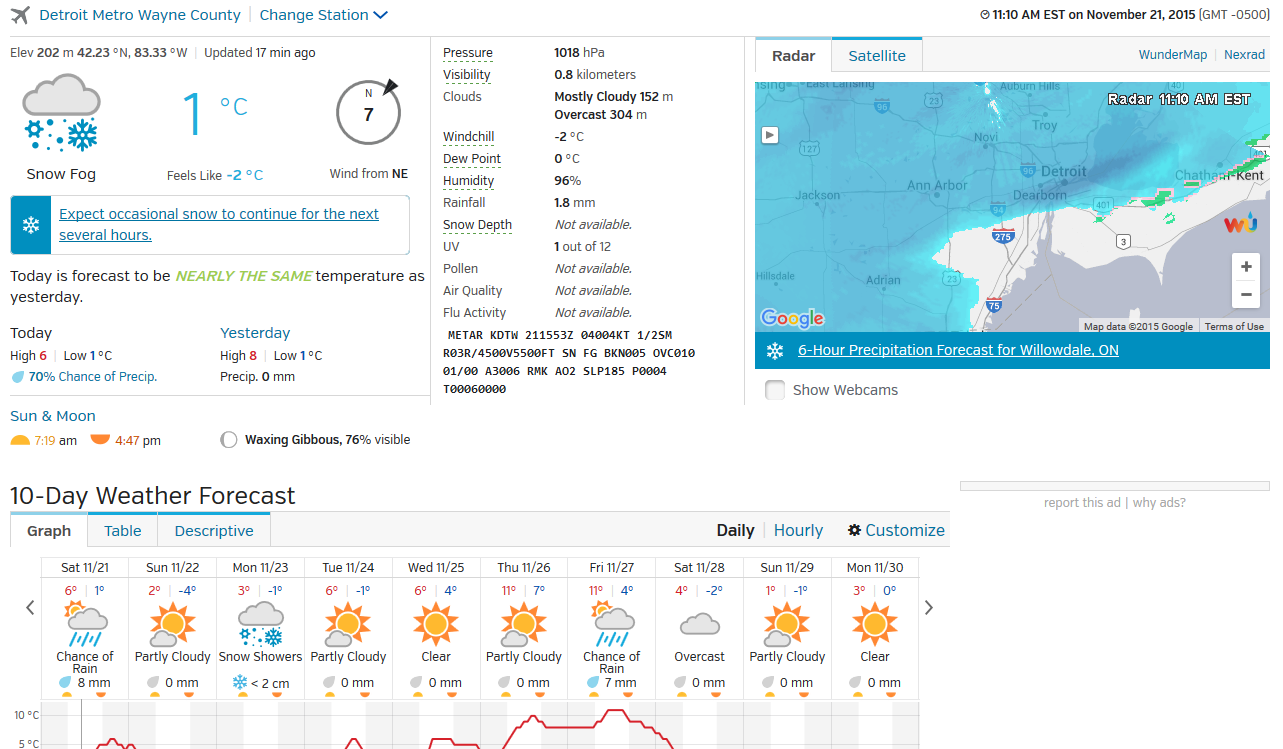 Detroit Metro Wayne County | Change Station
11:10 AM EST on November 21, 2015 (GMT -0500)
Elev 202 m 42.23 °N, 83.33 °W | Updated 17 min ago
Snow Fog
1 °C
Feels Like -2 °C
N
7
Wind from NE
Expect occasional snow to continue for the next
several hours.
Today is forecast to be NEARLY THE SAME temperature as
yesterday.
Today
High 6 | Low 1 °C
70% Chance of Precip.
Yesterday
High 8 | Low 1 °C
Precip. 0 mm
Sun & Moon
7:19 am
4:47 pm
Waxing Gibbous, 76% visible
Pressure 1018 hPa
Visibility 0.8 kilometers
Clouds Mostly Cloudy 152 m
Overcast 304 m
Windchill -2 °C
Dew Point 0 °C
Humidity 96%
Rainfall 1.8 mm
Snow Depth Not available.
UV 1 out of 12
Pollen Not available.
Air Quality Not available.
Flu Activity Not available.
METAR KDTW 211553Z 04004KT 1/2SM
R03R/4500V5500FT SN FG BKN005 OVC010
01/00 A3006 RMK AO2 SLP185 P0004
T00060000
Radar
Satellite
WunderMap | Nexrad
East Lansing
Auburn Hills
Radar 11:10 AM EST
96
23
127
Novi
Troy
96
Detroit
Dearborn
Ann Arbor
Jackson
94
401
Chatham-Kent
401
275
3
Hillsdale
Adrian
23
75
WU
+
−
Google
Map data ©2015 Google
Terms of Use
6-Hour Precipitation Forecast for Willowdale, ON
Show Webcams
10-Day Weather Forecast
report this ad | why ads?
Graph
Table
Descriptive
Daily | Hourly
Customize
Sat 11/21 Sun 11/22 Mon 11/23 Tue 11/24 Wed 11/25 Thu 11/26 Fri 11/27 Sat 11/28 Sun 11/29 Mon 11/30
6° | 1° 2° | -4° 3° | -1° 6° | -1° 6° | 4° 11° | 7° 11° | 4° 4° | -2° 1° | -1° 3° | 0°
Chance of Rain Partly Cloudy Snow Showers Partly Cloudy Clear Partly Cloudy Chance of Rain Overcast Partly Cloudy Clear
8 mm 0 mm < 2 cm 0 mm 0 mm 0 mm 7 mm 0 mm 0 mm 0 mm
10 °C
5 °C